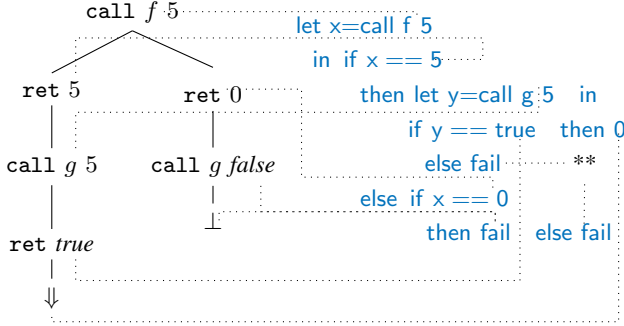 call f 5
let x=call f 5
in if x == 5
ret 5
ret 0
then let y=call g 5 in
if y == true then 0
call g 5
call g false
else fail
**
else if x == 0
⊥
then fail else fail
ret true
⇓